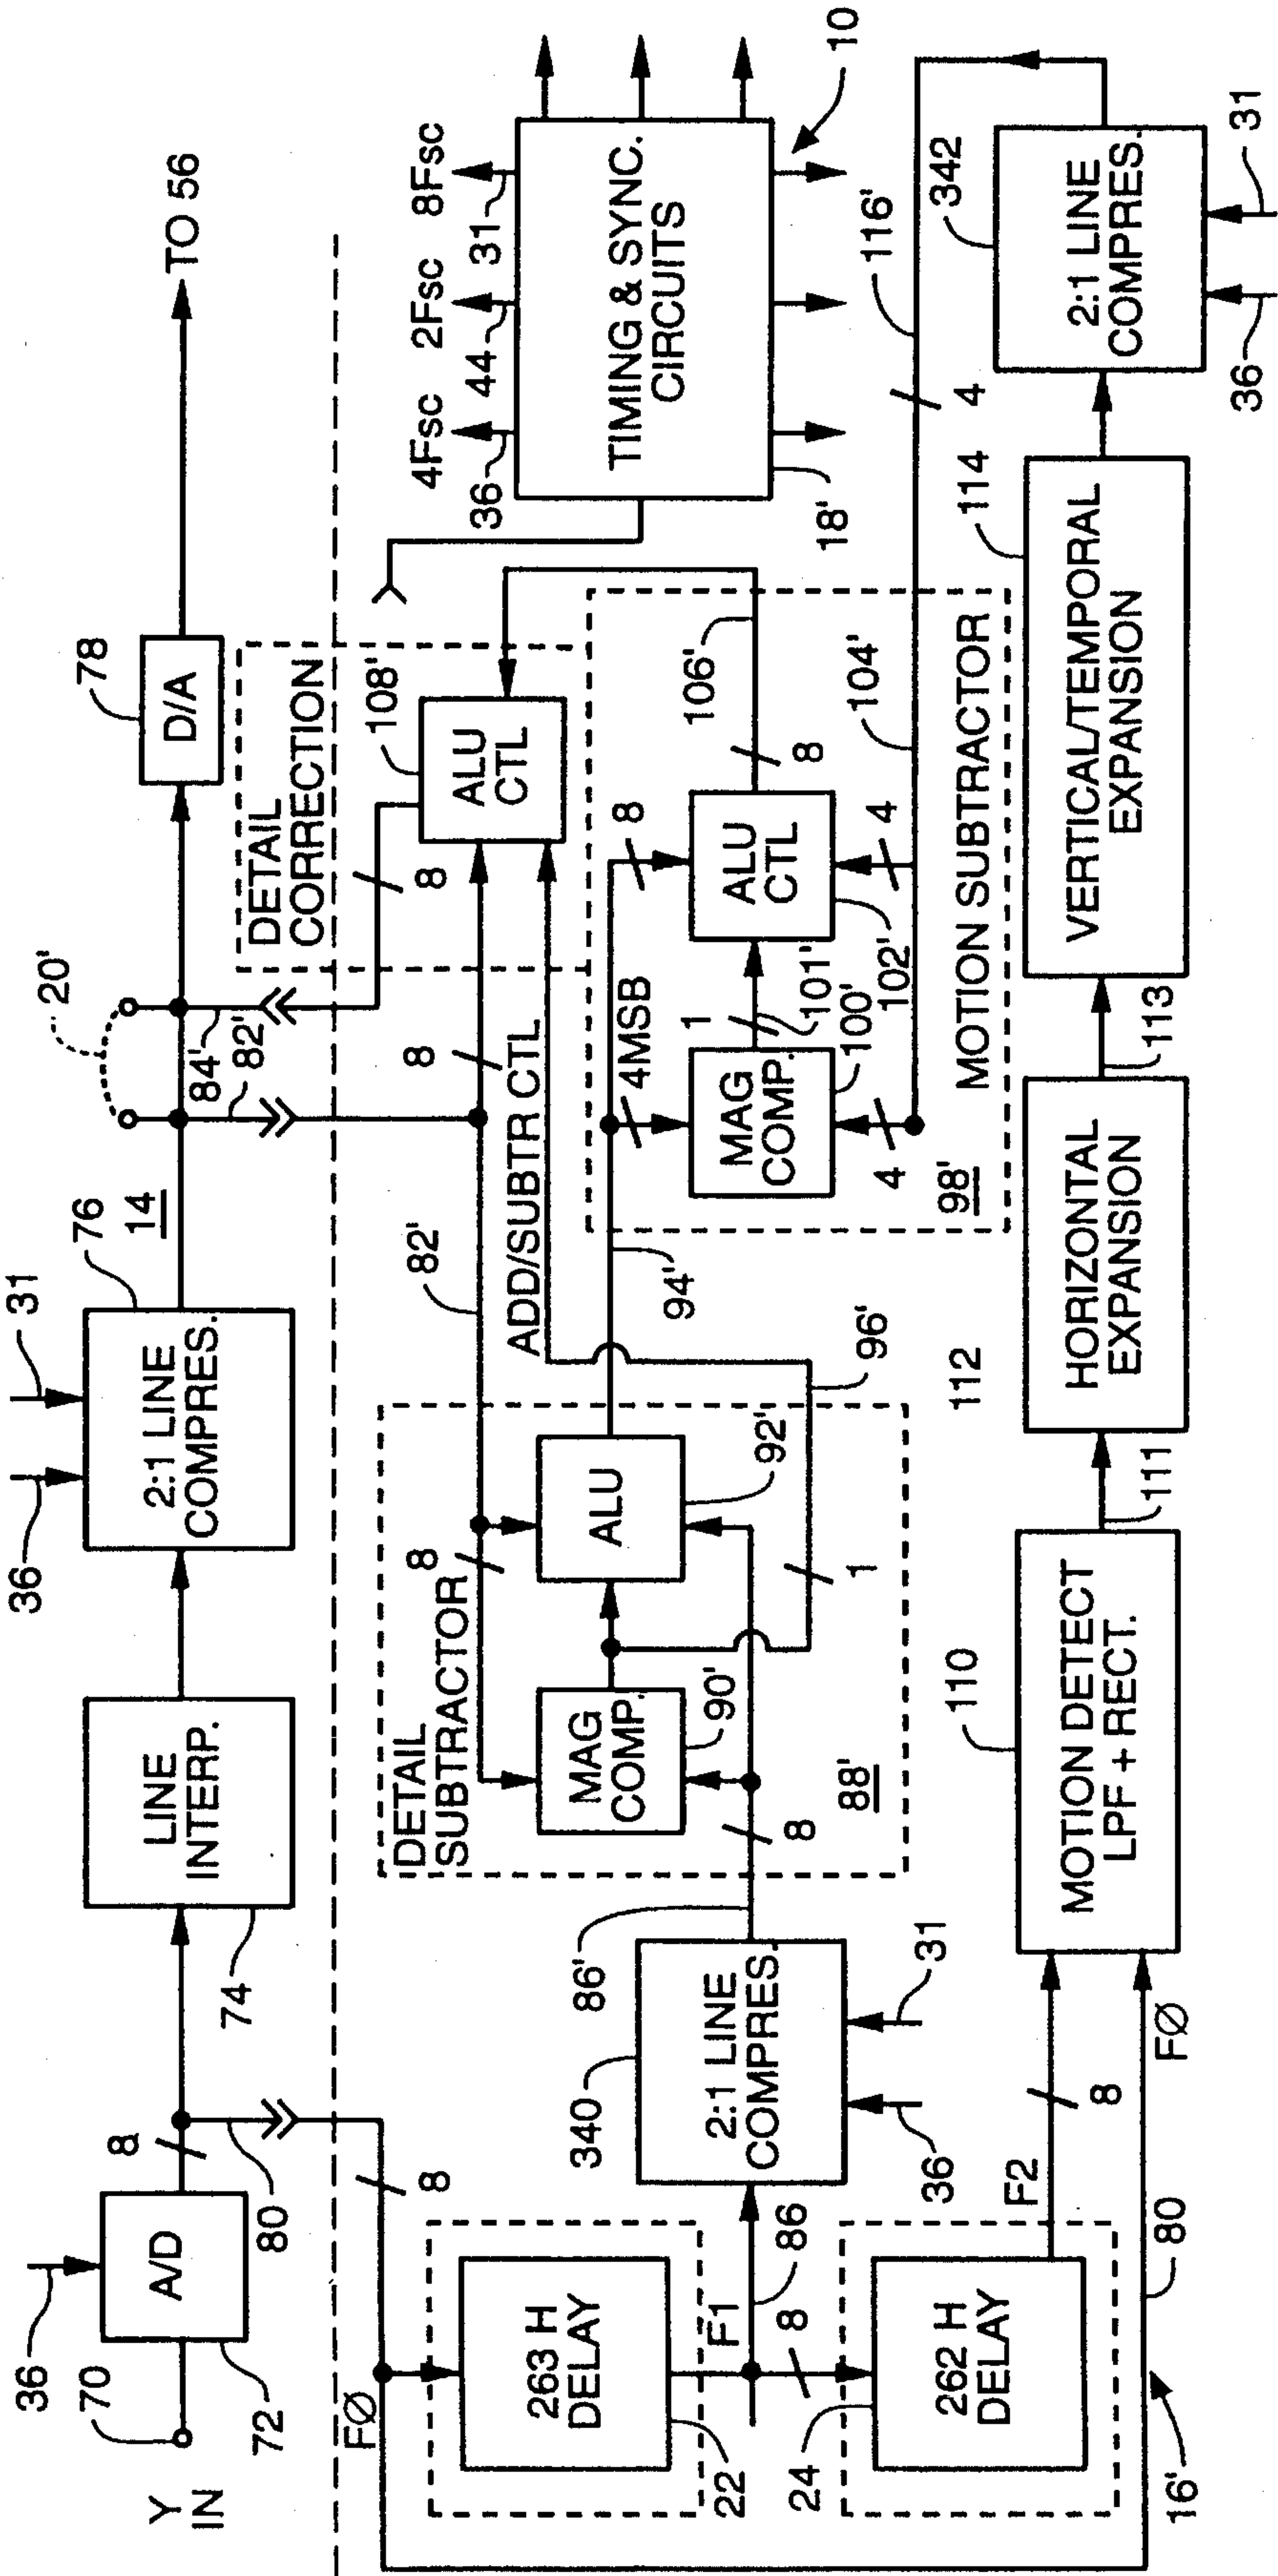 Y
IN
70
36
A/D
72
8
80
LINE
INTERP.
74
36
31
2:1 LINE
COMPRES.
76
14
20'
84'
82'
D/A
78
TO 56
FØ
8
263 H
DELAY
22
F1
86
8
24
262 H
DELAY
F2
8
80
FØ
16'
340
2:1 LINE
COMPRES.
36
31
86'
DETAIL
SUBTRACTOR
8
MAG
COMP.
90'
8
88'
ALU
92'
1
96'
82'
ADD/SUBTR CTL
94'
8
DETAIL
CORRECTION
8
ALU
CTL
108'
4MSB
1
101'
MAG
COMP.
100'
4
98'
8
ALU
CTL
102'
4
8
106'
104'
MOTION SUBTRACTOR
4Fsc
2Fsc
8Fsc
36
44
31
TIMING & SYNC.
CIRCUITS
18'
10
116'
4
MOTION DETECT
LPF + RECT.
110
111
HORIZONTAL
EXPANSION
112
113
VERTICAL/TEMPORAL
EXPANSION
114
2:1 LINE
COMPRES.
342
36
31